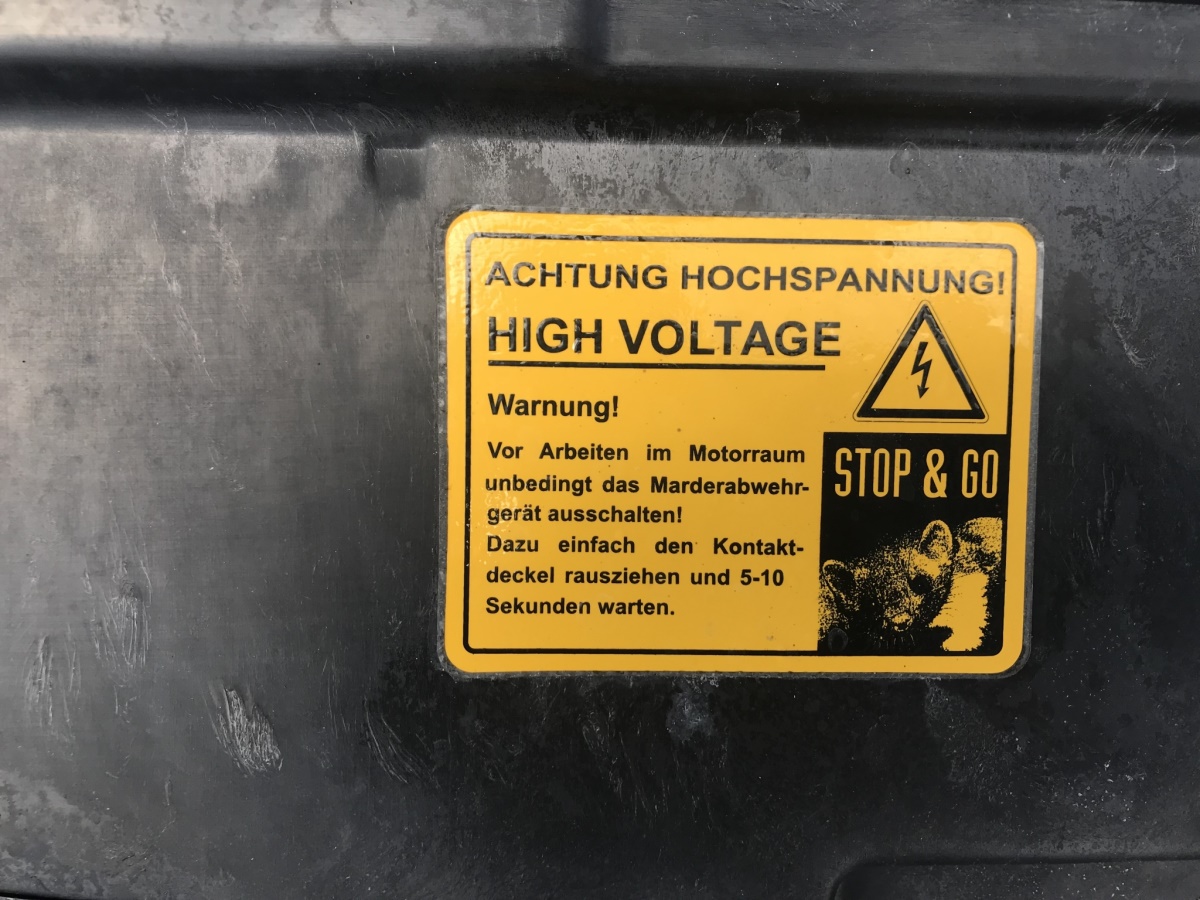 ACHTUNG HOCHSPANNUNG!
HIGH VOLTAGE
Warnung!
Vor Arbeiten im Motorraum
unbedingt das Marderabwehr-
gerät ausschalten!
Dazu einfach den Kontakt-
deckel rausziehen und 5-10
Sekunden warten.
STOP & GO